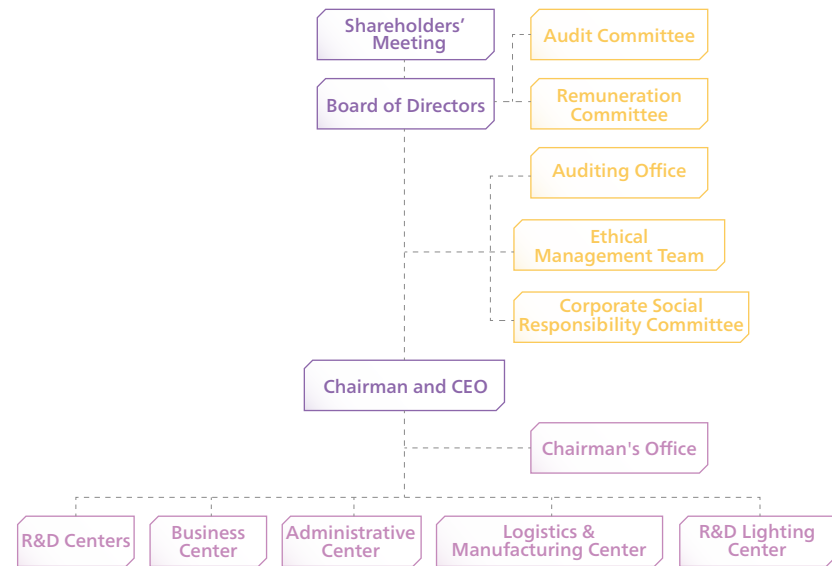 Shareholders’
Meeting
Audit Committee
Board of Directors
Remuneration
Committee
Auditing Office
Ethical
Management Team
Corporate Social
Responsibility Committee
Chairman and CEO
Chairman's Office
R&D Centers
Business
Center
Administrative
Center
Logistics &
Manufacturing Center
R&D Lighting
Center